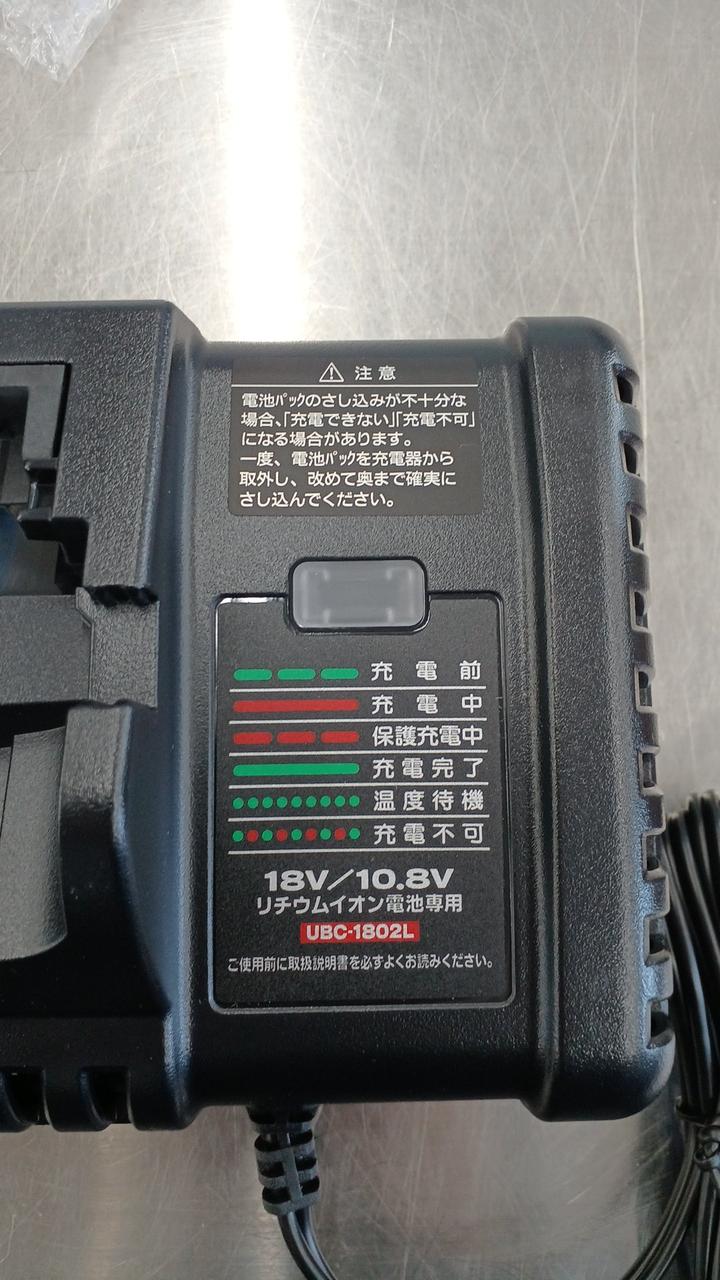 ⚠ 注意
電池パックのさし込みが不十分な
場合、「充電できない」「充電不可」
になる場合があります。
一度、電池パックを充電器から
取外し、改めて奥まで確実に
さし込んでください。
充電前
充電中
保護充電中
充電完了
温度待機
充電不可
18V/10.8V
リチウムイオン電池専用
UBC-1802L
ご使用前に取扱説明書を必ずよくお読みください。